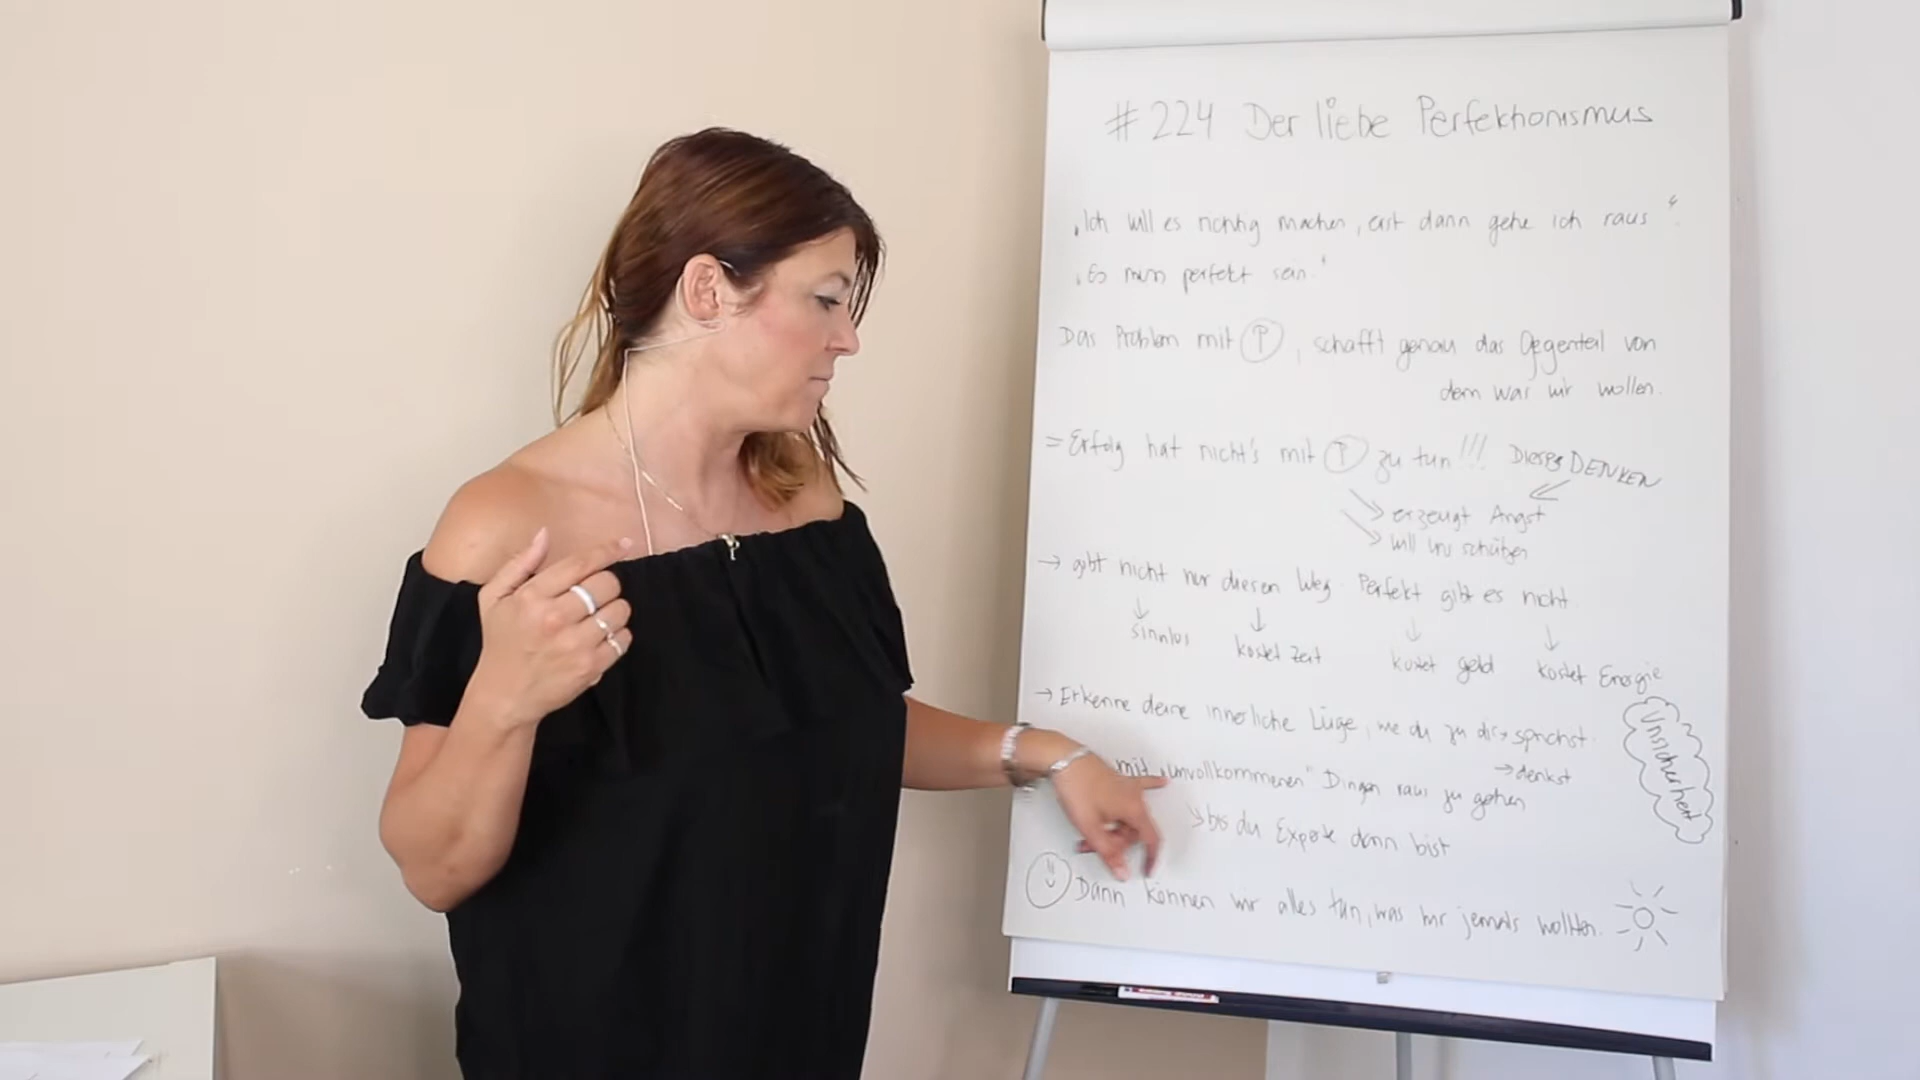 #224 Der liebe Perfektionismus
„Ich will es richtig machen, erst dann gehe ich raus“.
„Es muss perfekt sein.“
Das Problem mit P, schafft genau das Gegenteil von
dem was wir wollen.
= Erfolg hat nicht's mit P zu tun!!! DIESES DENKEN
→ erzeugt Angst
→ will uns schützen
→ gibt nicht nur diesen Weg. Perfekt gibt es nicht
↓ sinnlos ↓ kostet Zeit ↓ kostet geld ↓ kostet Energie
→ Erkenne deine innerliche Lüge, wie du zu dir → sprichst.
→ denkst
mit „unvollkommenen“ Dingen raus zu gehen
↘ bis du Experte darin bist
Unsicherheit
Dann können wir alles tun, was wir jemals wollten.